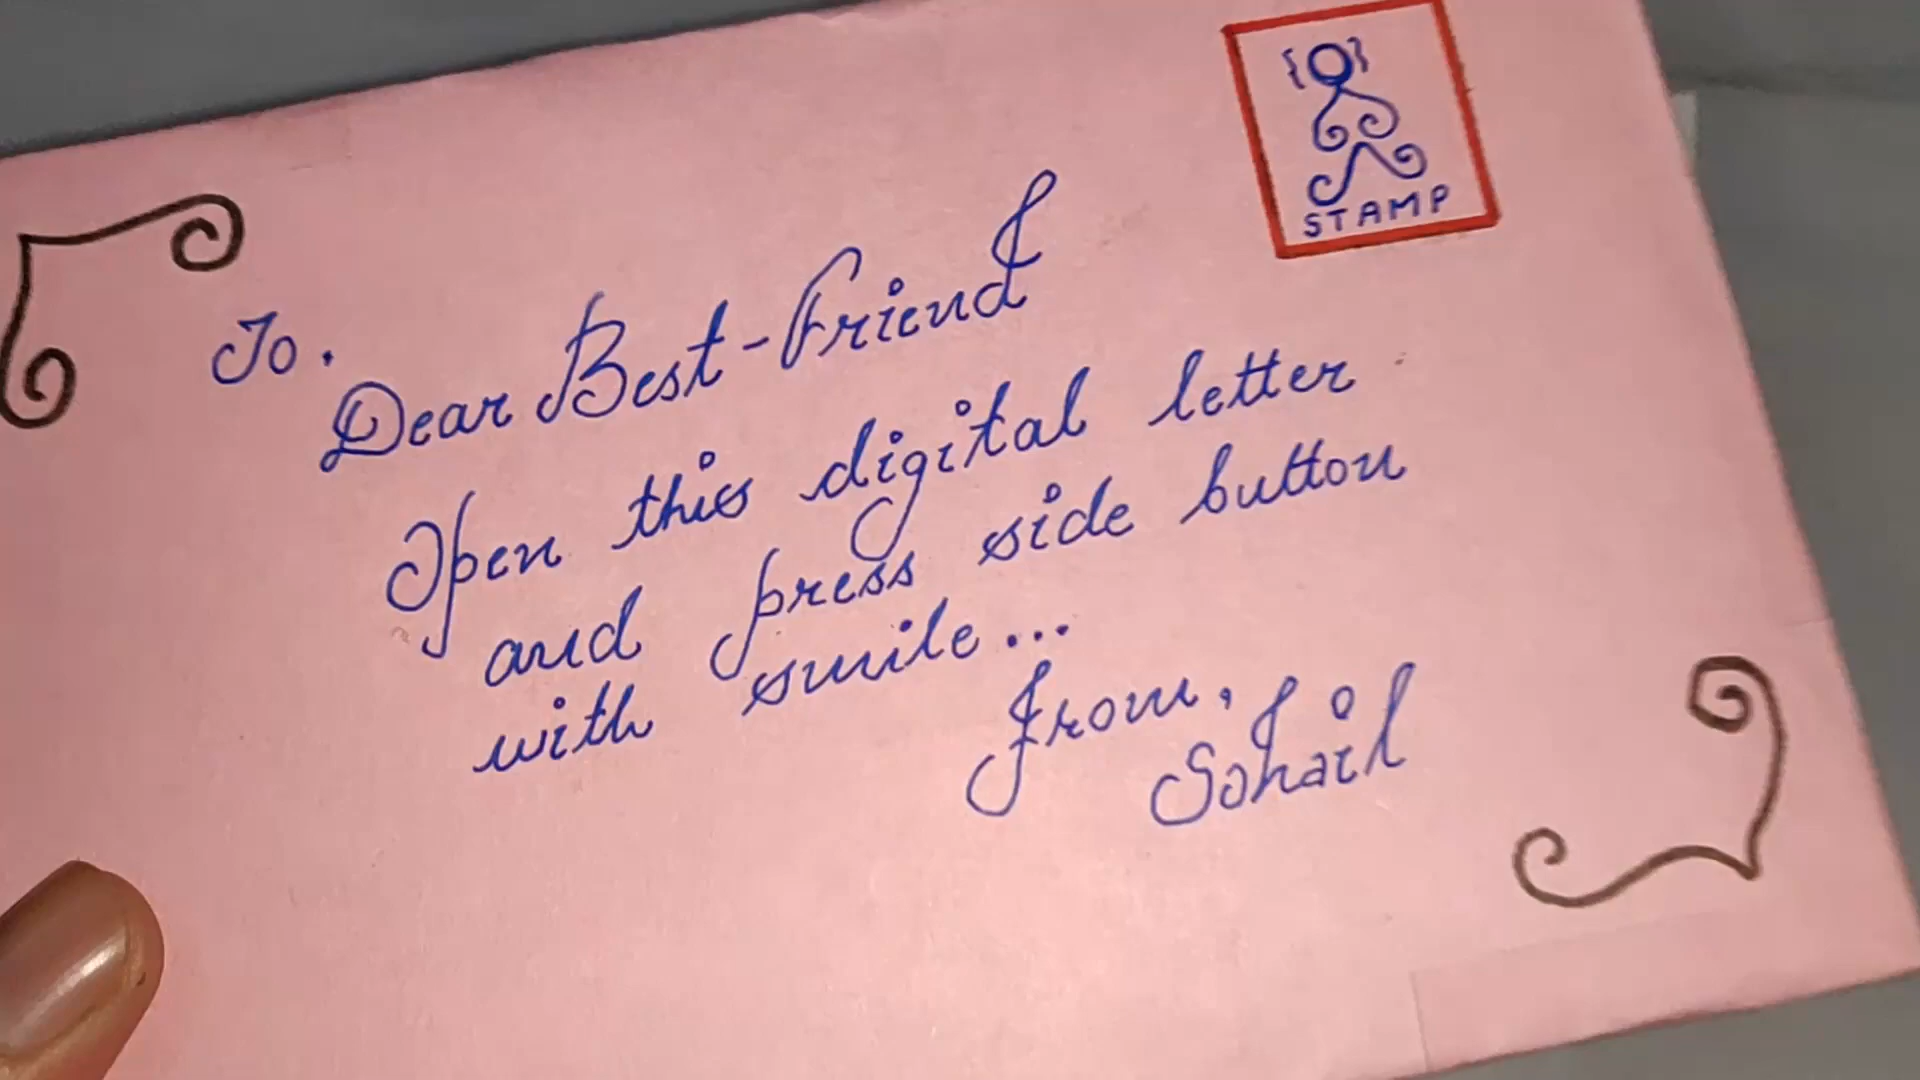 STAMP
To.
Dear Best-Friend
Open this digital letter
and press side button
with smile...
From,
Sohail